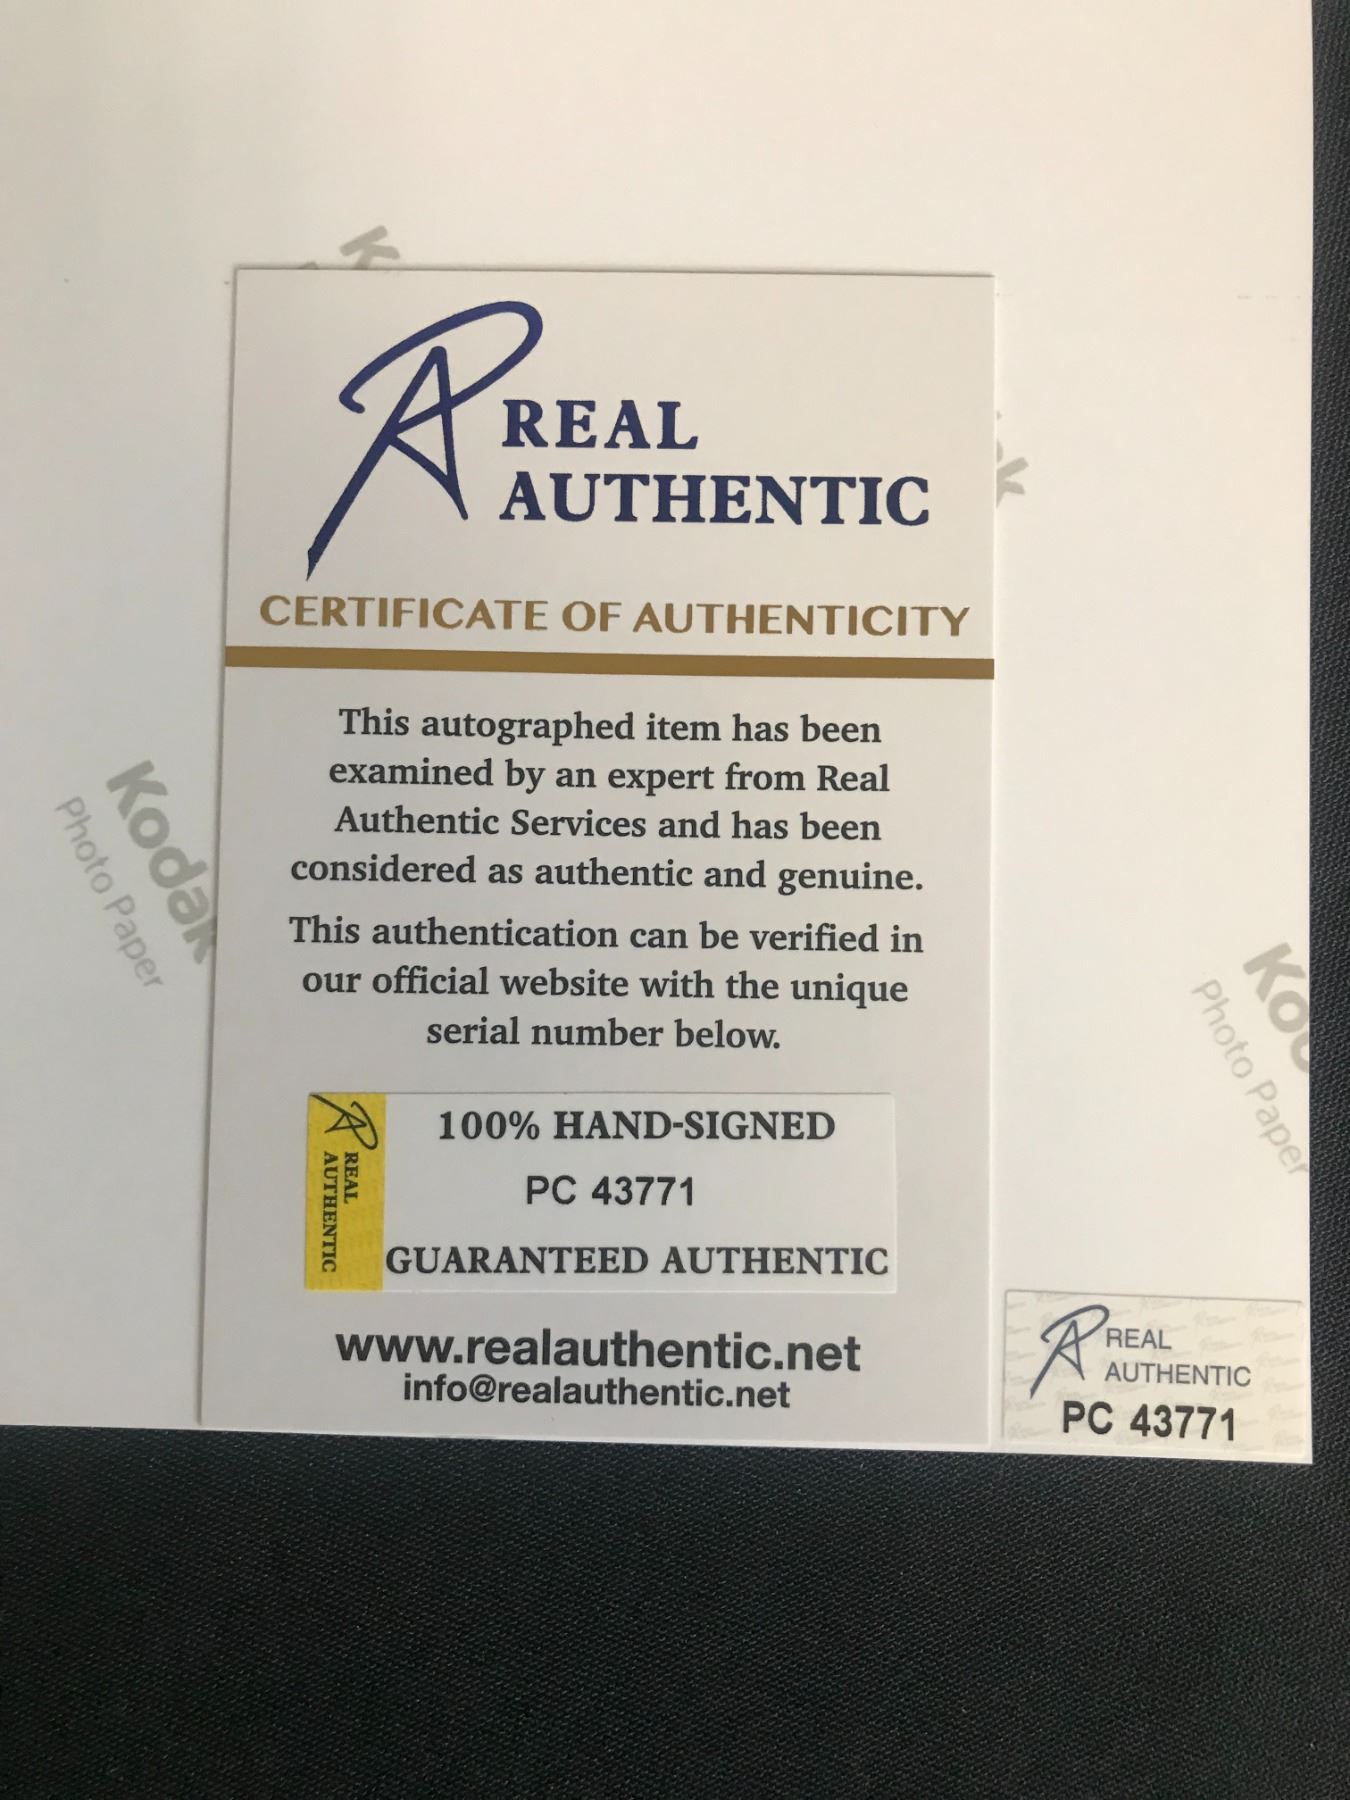 K
REAL
AUTHENTIC
CERTIFICATE OF AUTHENTICITY
This autographed item has been
examined by an expert from Real
Authentic Services and has been
considered as authentic and genuine.
This authentication can be verified in
our official website with the unique
serial number below.
REAL
AUTHENTIC
100% HAND-SIGNED
PC 43771
GUARANTEED AUTHENTIC
www.realauthentic.net
info@realauthentic.net
Kodak
Photo Paper
ak
Ko
Photo Paper
REAL
AUTHENTIC
PC 43771